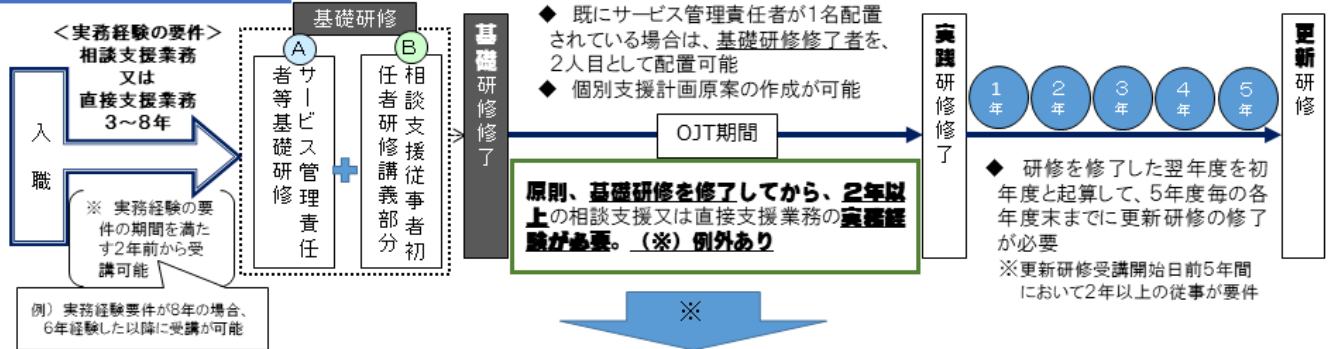 <実務経験の要件>
相談支援業務
又は
直接支援業務
3～8年
入職
※ 実務経験の要
件の期間を満た
す2年前から受
講可能
例）実務経験要件が8年の場合、
6年経験した以降に受講が可能
基礎研修
A
サービス管理責任
者等基礎研修
B
相談支援従事者初
任者研修講義部分
基礎研修修了
◆ 既にサービス管理責任者が1名配置
されている場合は、基礎研修修了者を、
2人目として配置可能
◆ 個別支援計画原案の作成が可能
OJT期間
原則、基礎研修を修了してから、2年以
上の相談支援又は直接支援業務の実務経
験が必要。（※）例外あり
※
実践研修修了
1年
2年
3年
4年
5年
◆ 研修を修了した翌年度を初
年度と起算して、5年度毎の各
年度末までに更新研修の修了
が必要
※更新研修受講開始日前5年間
において2年以上の従事が要件
更新研修